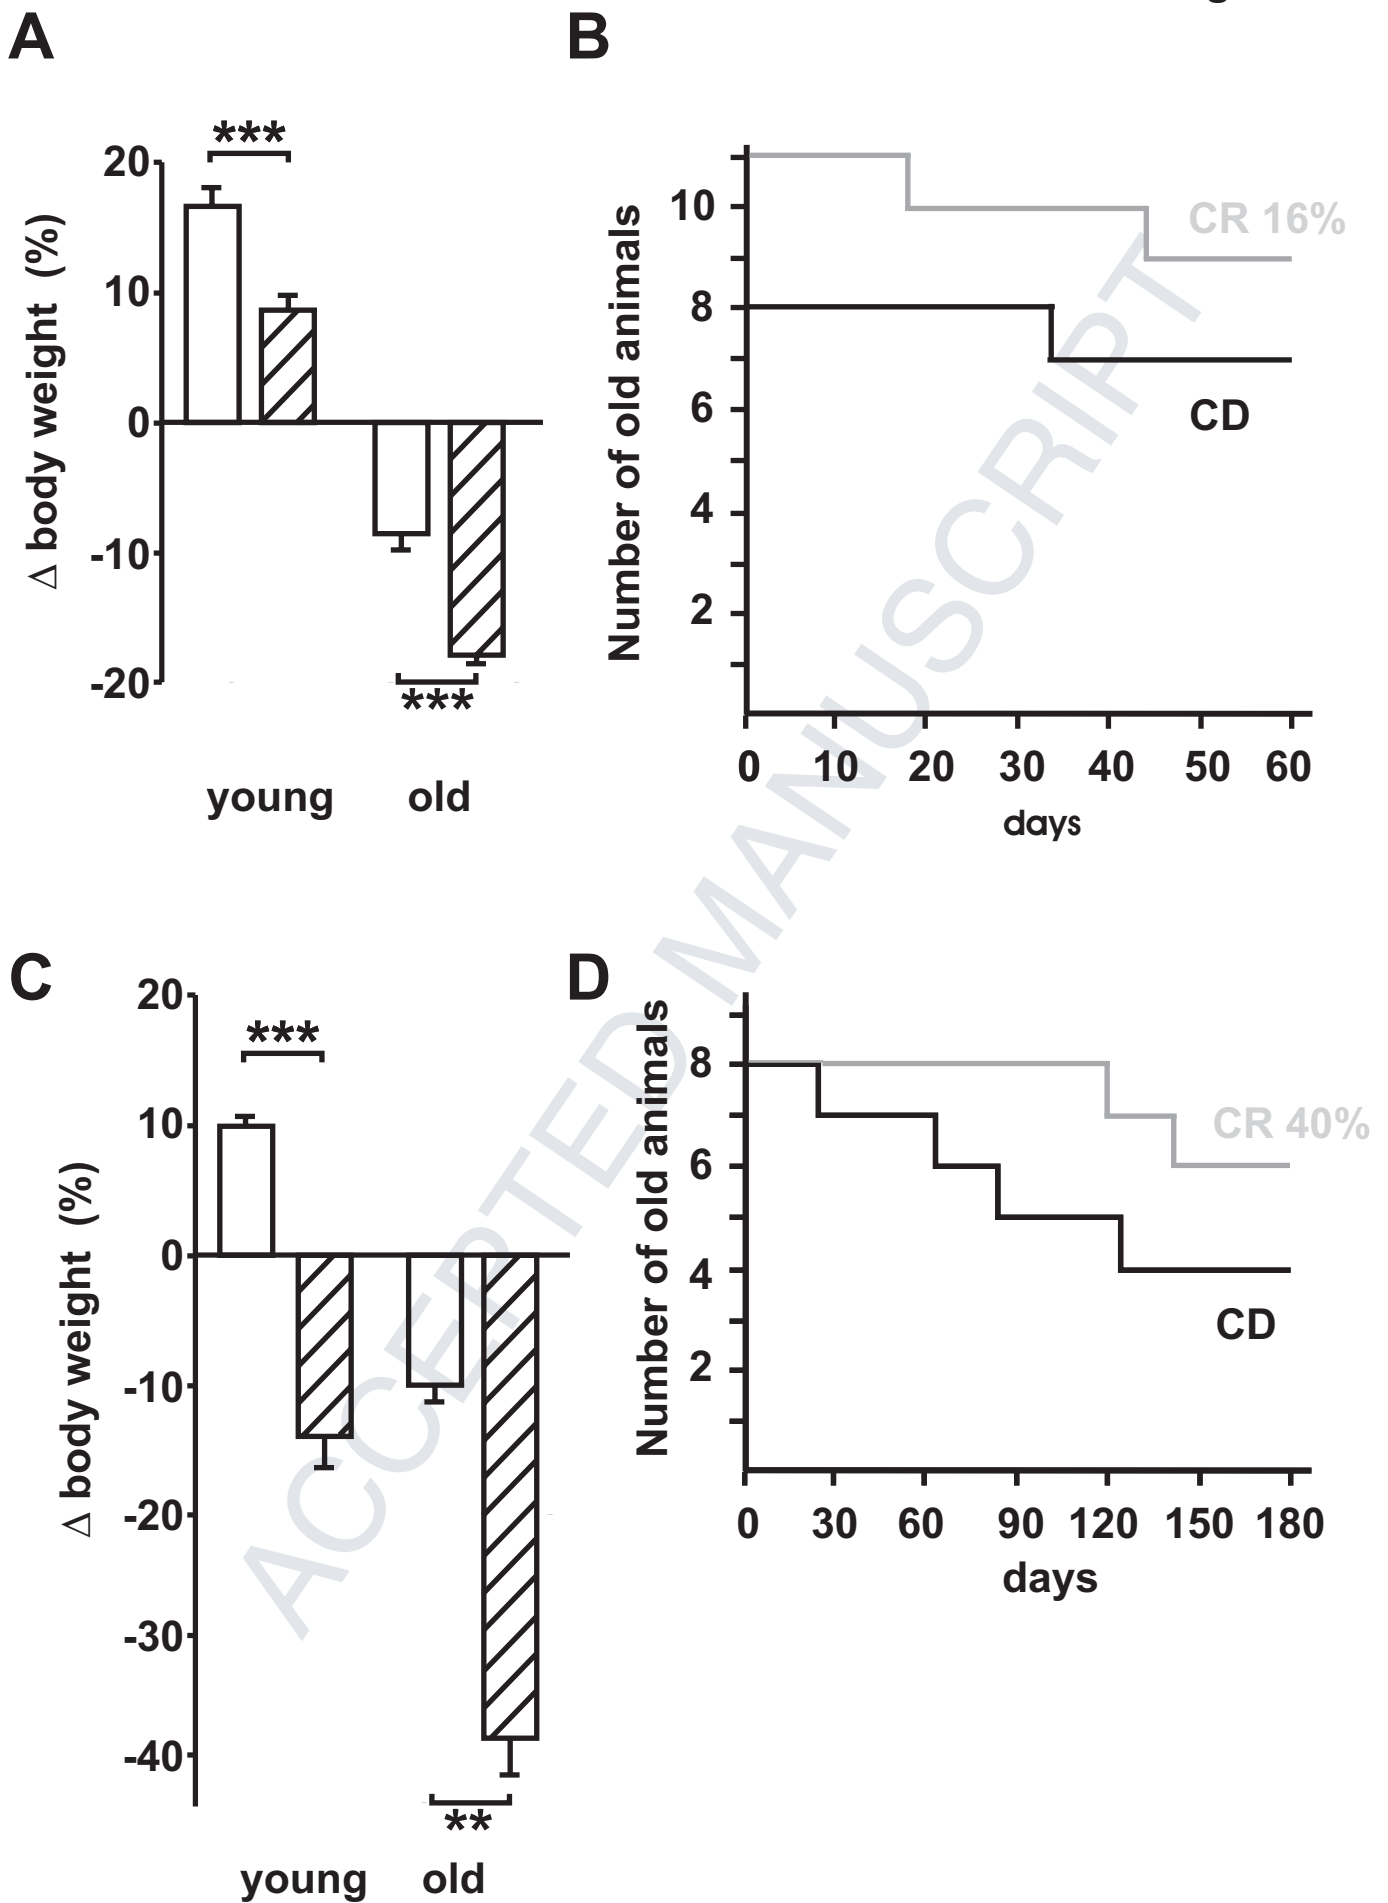 g
A
B
***
20
10
0
-10
-20
Δ body weight (%)
***
young old
Number of old animals
10
8
6
4
2
CR 16%
CD
0 10 20 30 40 50 60
days
C
D
20
10
0
-10
-20
-30
-40
Δ body weight (%)
***
**
young old
Number of old animals
8
6
4
2
CR 40%
CD
0 30 60 90 120 150 180
days
ACCEPTED MANUSCRIPT